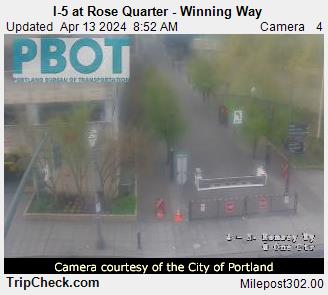 I-5 at Rose Quarter - Winning Way
Updated Apr 13 2024 8:52 AM Camera 4
PBOT
PORTLAND BUREAU OF TRANSPORTATION
Camera courtesy of the City of Portland
TripCheck.com Milepost302.00